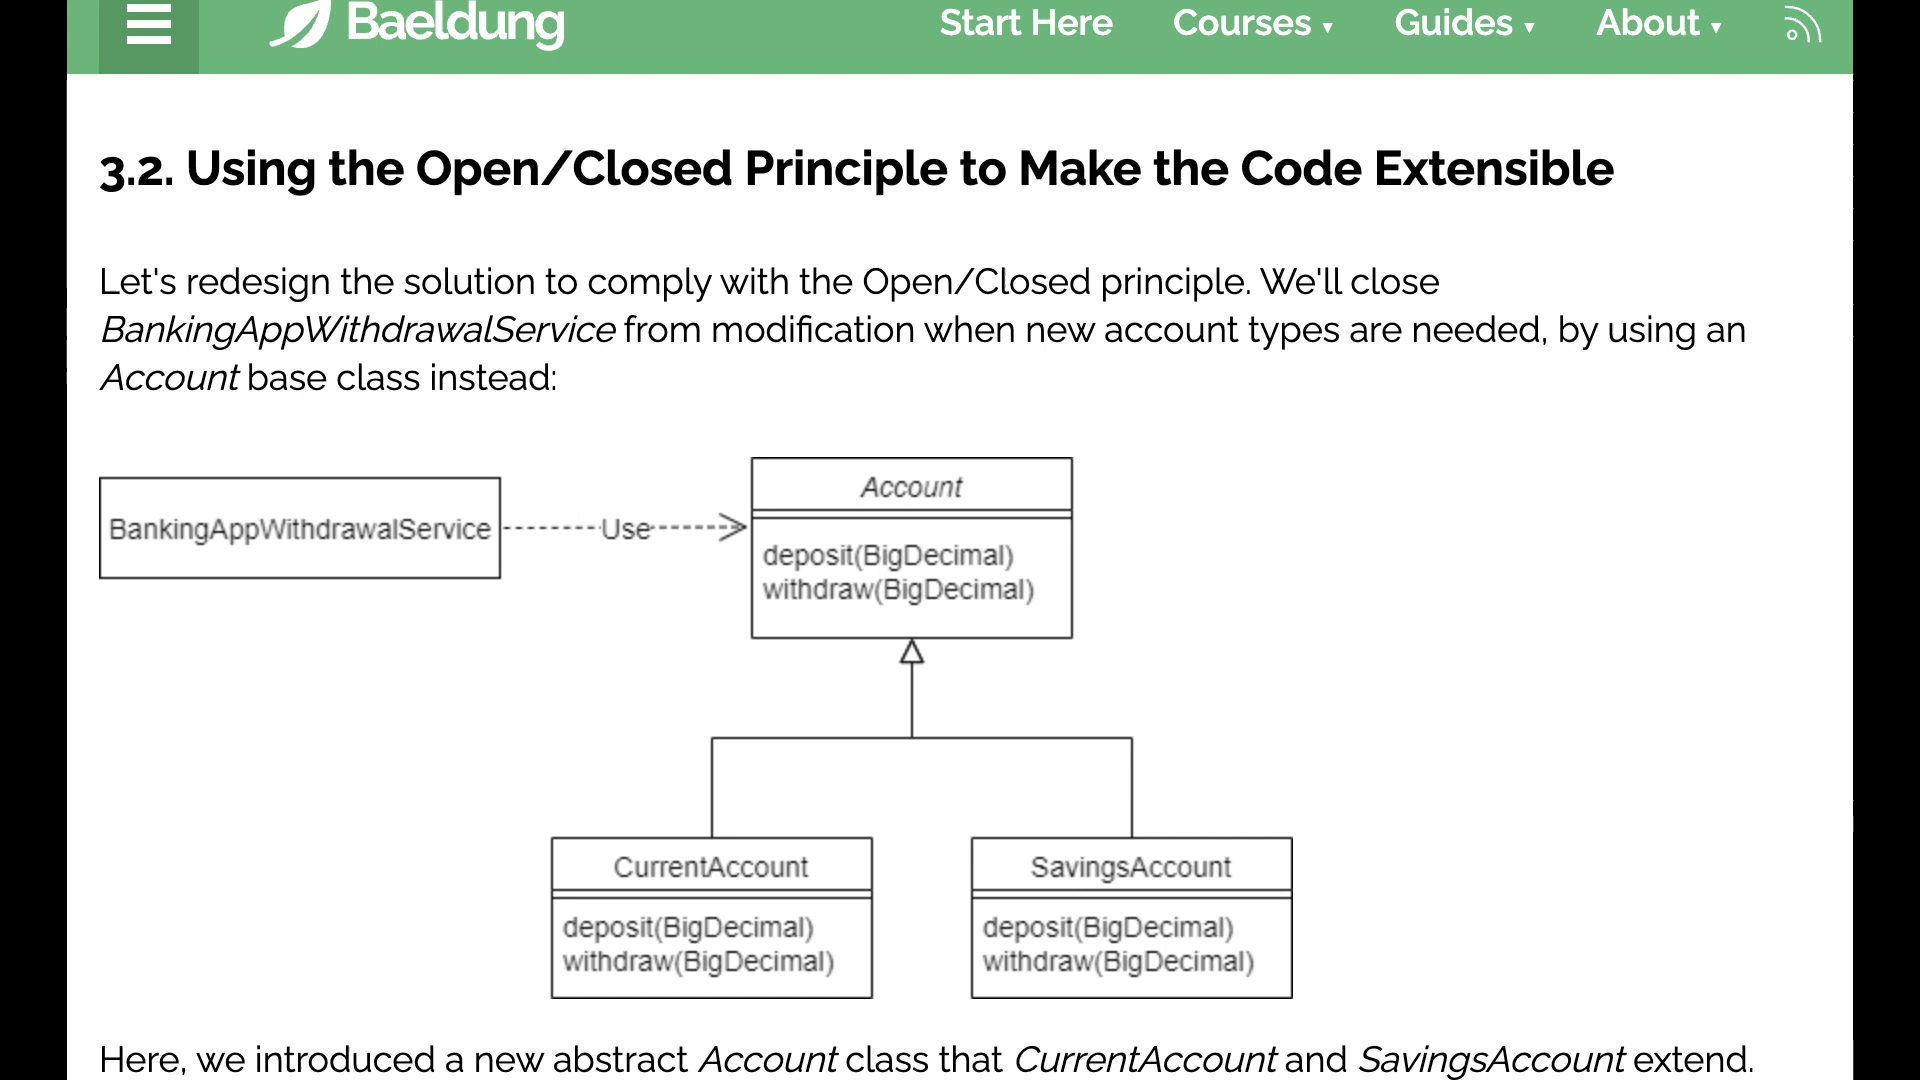 Baeldung
Start Here
Courses ▾
Guides ▾
About ▾
3.2. Using the Open/Closed Principle to Make the Code Extensible
Let's redesign the solution to comply with the Open/Closed principle. We'll close
BankingAppWithdrawalService from modification when new account types are needed, by using an
Account base class instead:
BankingAppWithdrawalService
Use
Account
deposit(BigDecimal)
withdraw(BigDecimal)
CurrentAccount
deposit(BigDecimal)
withdraw(BigDecimal)
SavingsAccount
deposit(BigDecimal)
withdraw(BigDecimal)
Here, we introduced a new abstract Account class that CurrentAccount and SavingsAccount extend.